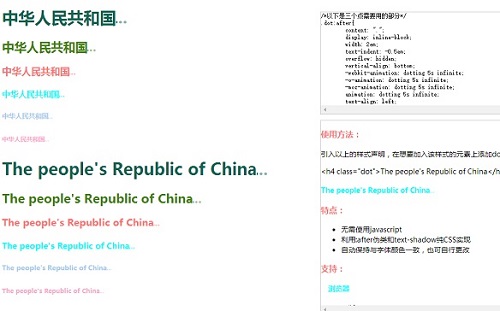 中华人民共和国...
中华人民共和国...
中华人民共和国...
中华人民共和国...
中华人民共和国...
中华人民共和国...
The people's Republic of China...
The people's Republic of China...
The people's Republic of China...
The people's Republic of China...
The people's Republic of China...
The people's Republic of China...
/*以下是三个点需要用的部分*/
.dot:after{
content: ".";
display: inline-block;
width: 2em;
text-indent: -0.5em;
overflow: hidden;
vertical-align: bottom;
-webkit-animation: dotting 5s infinite;
-o-animation: dotting 5s infinite;
-moz-animation: dotting 5s infinite;
animation: dotting 5s infinite;
text-align: left;
使用方法：
引入以上的样式声明，在想要加入该样式的元素上添加do
<h4 class="dot">The people's Republic of China</h
The people's Republic of China...
特点：
无需使用javascript
利用:after伪类和text-shadow纯CSS实现
自动保持与字体颜色一致，也可自行更改
支持：
浏览器